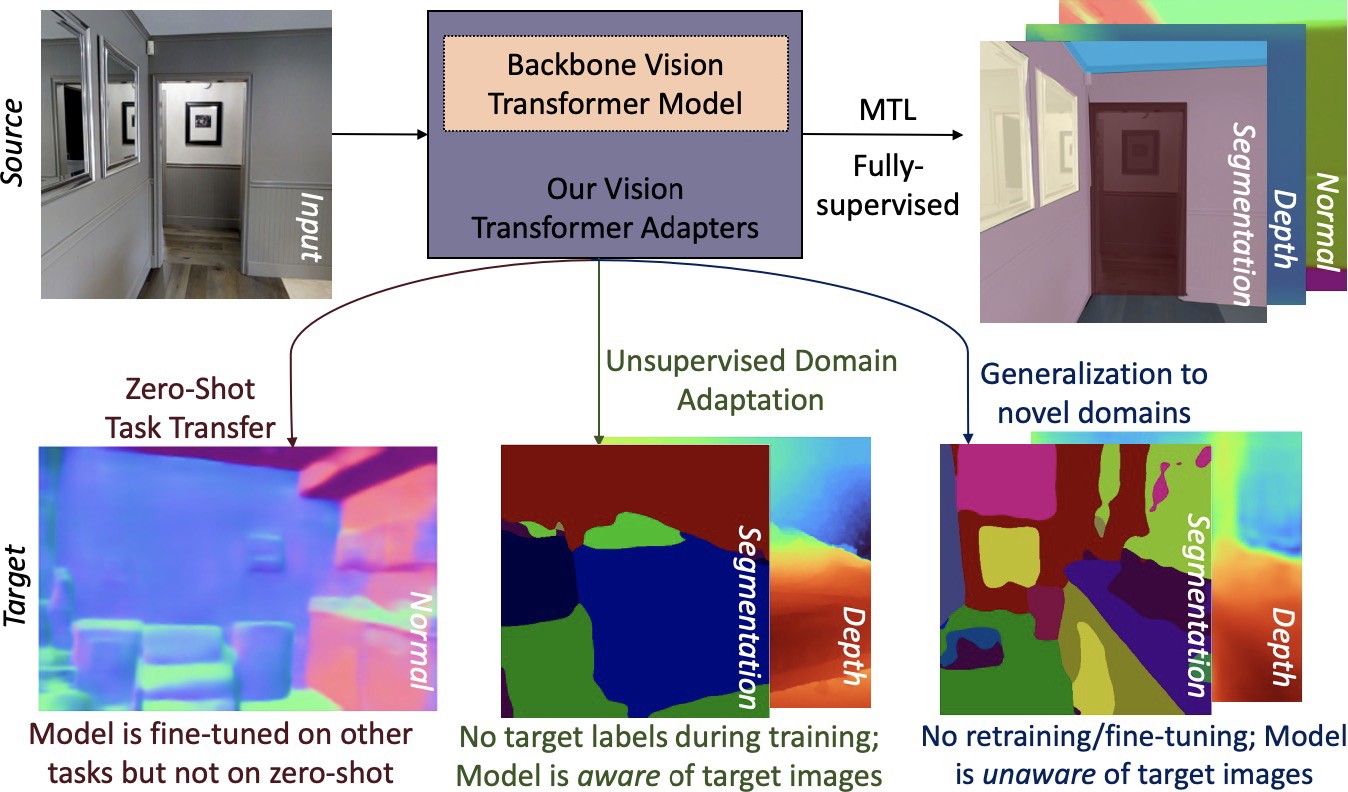 Source
Input
Backbone Vision
Transformer Model
Our Vision
Transformer Adapters
MTL
Fully-
supervised
Segmentation
Depth
Normal
Zero-Shot
Task Transfer
Unsupervised Domain
Adaptation
Generalization to
novel domains
Target
Normal
Segmentation
Depth
Segmentation
Depth
Model is fine-tuned on other
tasks but not on zero-shot
No target labels during training;
Model is aware of target images
No retraining/fine-tuning; Model
is unaware of target images